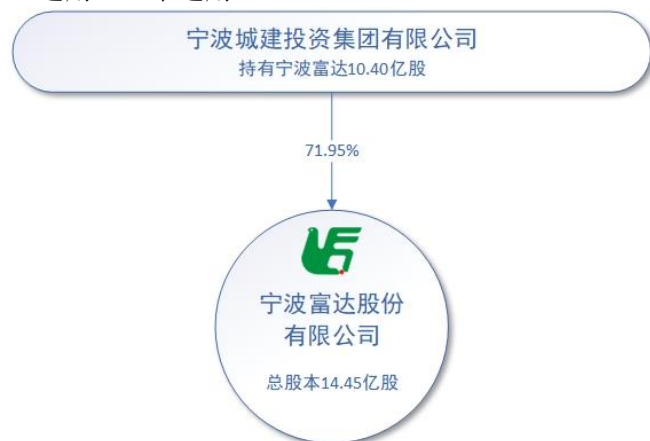 宁波城建投资集团有限公司
持有宁波富达10.40亿股
71.95%
宁波富达股份
有限公司
总股本14.45亿股